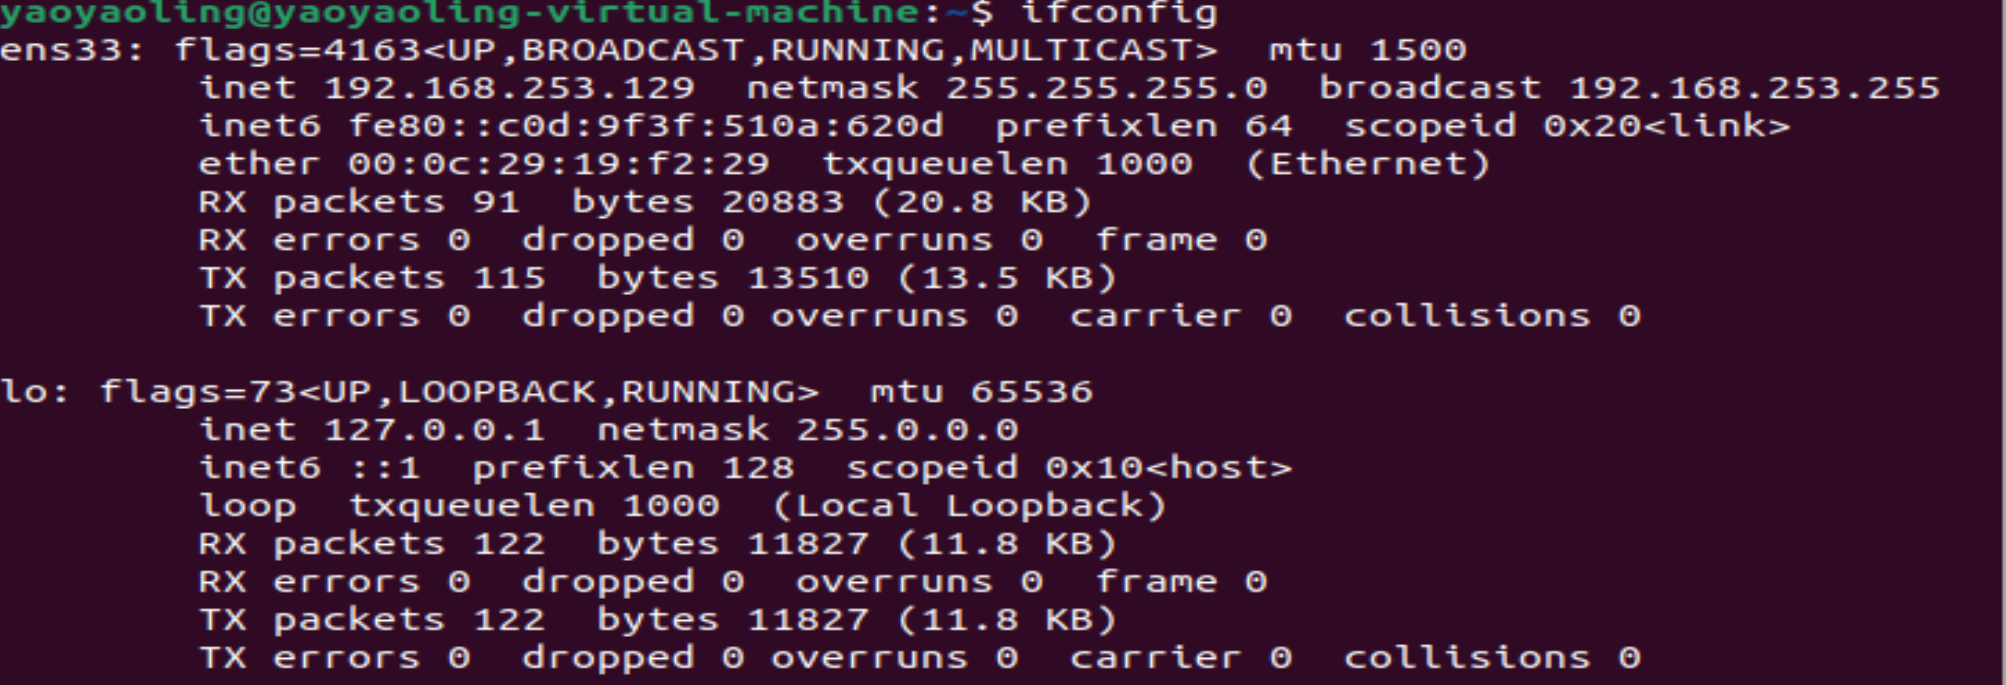 yaoyaoling@yaoyaoling-virtual-machine:~$ ifconfig
ens33: flags=4163<UP,BROADCAST,RUNNING,MULTICAST>  mtu 1500
        inet 192.168.253.129  netmask 255.255.255.0  broadcast 192.168.253.255
        inet6 fe80::c0d:9f3f:510a:620d  prefixlen 64  scopeid 0x20<link>
        ether 00:0c:29:19:f2:29  txqueuelen 1000  (Ethernet)
        RX packets 91  bytes 20883 (20.8 KB)
        RX errors 0  dropped 0  overruns 0  frame 0
        TX packets 115  bytes 13510 (13.5 KB)
        TX errors 0  dropped 0 overruns 0  carrier 0  collisions 0

lo: flags=73<UP,LOOPBACK,RUNNING>  mtu 65536
        inet 127.0.0.1  netmask 255.0.0.0
        inet6 ::1  prefixlen 128  scopeid 0x10<host>
        loop  txqueuelen 1000  (Local Loopback)
        RX packets 122  bytes 11827 (11.8 KB)
        RX errors 0  dropped 0  overruns 0  frame 0
        TX packets 122  bytes 11827 (11.8 KB)
        TX errors 0  dropped 0 overruns 0  carrier 0  collisions 0